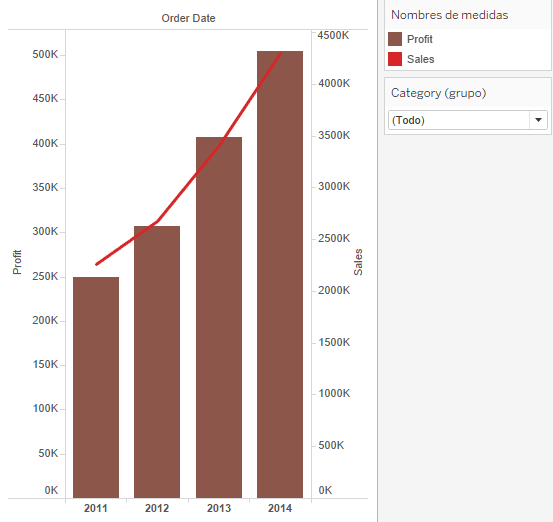 Order Date
Profit
500K
450K
400K
350K
300K
250K
200K
150K
100K
50K
0K
2011 2012 2013 2014
4500K
4000K
3500K
3000K
2500K
2000K
1500K
1000K
500K
0K
Sales
Nombres de medidas
Profit
Sales
Category (grupo)
(Todo)